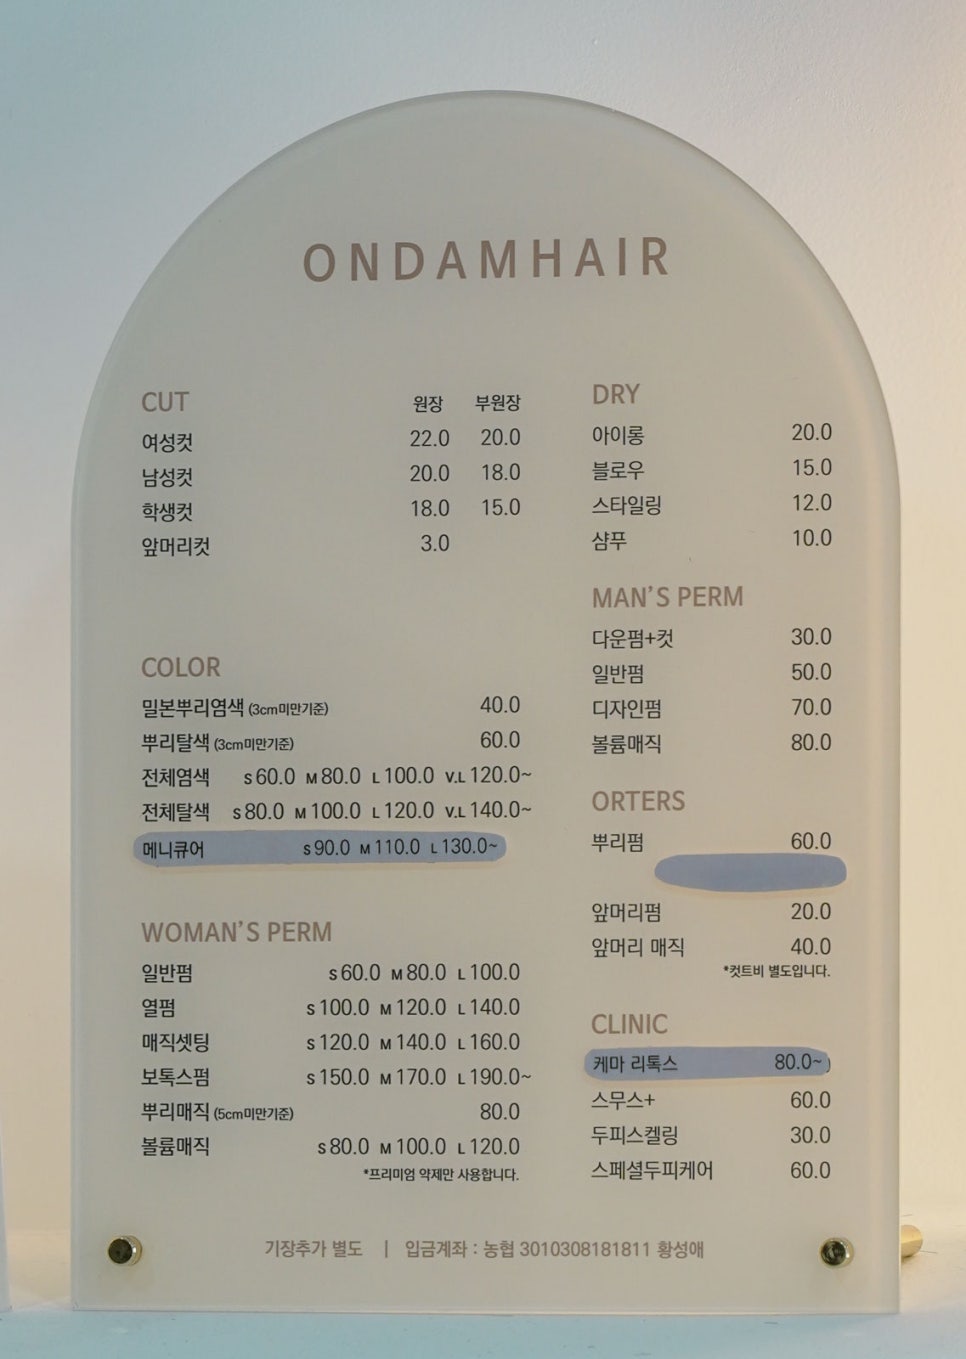 ONDAMHAIR
CUT 원장 부원장
여성컷 22.0 20.0
남성컷 20.0 18.0
학생컷 18.0 15.0
앞머리컷 3.0
COLOR
밀본뿌리염색 (3cm미만기준) 40.0
뿌리탈색 (3cm미만기준) 60.0
전체염색 S 60.0 M 80.0 L 100.0 V.L 120.0~
전체탈색 S 80.0 M 100.0 L 120.0 V.L 140.0~
메니큐어 S 90.0 M 110.0 L 130.0~
WOMAN'S PERM
일반펌 S 60.0 M 80.0 L 100.0
열펌 S 100.0 M 120.0 L 140.0
매직셋팅 S 120.0 M 140.0 L 160.0
보톡스펌 S 150.0 M 170.0 L 190.0~
뿌리매직 (5cm미만기준) 80.0
볼륨매직 S 80.0 M 100.0 L 120.0
*프리미엄 약제만 사용합니다.
DRY
아이롱 20.0
블로우 15.0
스타일링 12.0
샴푸 10.0
MAN'S PERM
다운펌+컷 30.0
일반펌 50.0
디자인펌 70.0
볼륨매직 80.0
ORTERS
뿌리펌 60.0
앞머리펌 20.0
앞머리 매직 40.0
*컷트비 별도입니다.
CLINIC
케마 리톡스 80.0~
스무스+ 60.0
두피스켈링 30.0
스페셜두피케어 60.0
기장추가 별도 | 입금계좌 : 농협 3010308181811 황성애